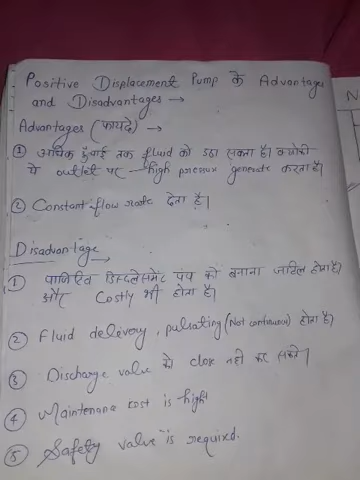 Positive Displacement Pump के Advantages
and Disadvantages →
Advantages (फायदे) →
① अधिक ऊंचाई तक fluid को उठा सकता है। क्योंकि
ये outlet पर high pressure generate करता है।
② Constant flow rate देता है।
Disadvantage
① पाजिटिव डिस्प्लेसमेंट पंप को बनाना जटिल होता है।
और Costly भी होता है।
② Fluid delivery, pulsating (Not continuous) होता है।
③ Discharge valve को close नही कर सकते।
④ Maintenance cost is high
⑤ Safety valve is required.
N